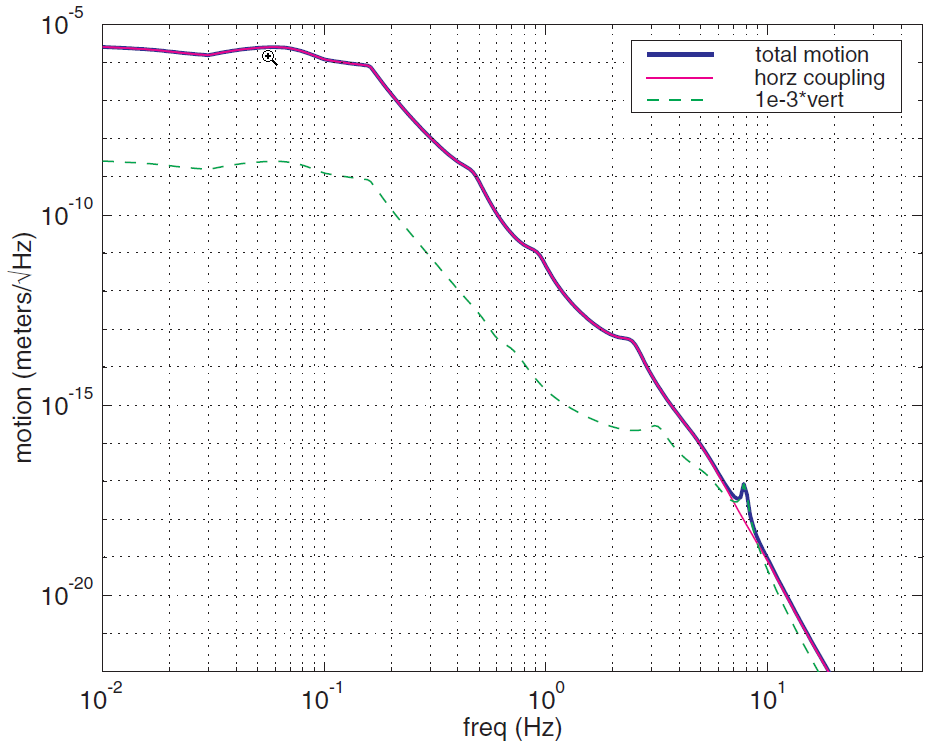 10^-5
total motion
horz coupling
1e-3*vert
10^-10
motion (meters/√Hz)
10^-15
10^-20
10^-2 10^-1 10^0 10^1
freq (Hz)